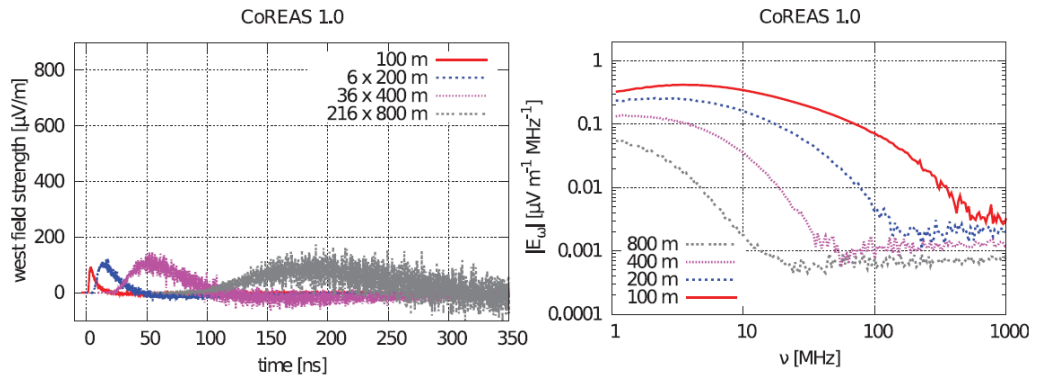 CoREAS 1.0
west field strength [μV/m]
800
600
400
200
0
100 m
6 x 200 m
36 x 400 m
216 x 800 m
0 50 100 150 200 250 300 350
time [ns]
CoREAS 1.0
|Eω| [μV m⁻¹ MHz⁻¹]
1
0.1
0.01
0.001
0.0001
800 m
400 m
200 m
100 m
1 10 100 1000
ν [MHz]